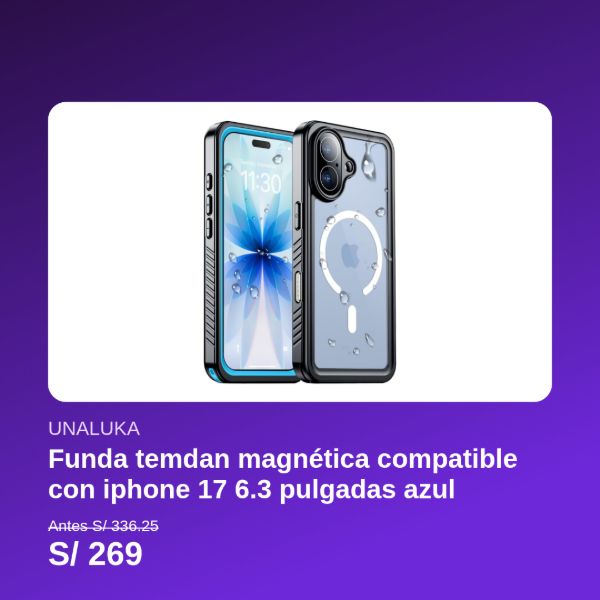 11:30
UNALUKA
Funda temdan magnética compatible
con iphone 17 6.3 pulgadas azul
Antes S/ 336.25
S/ 269